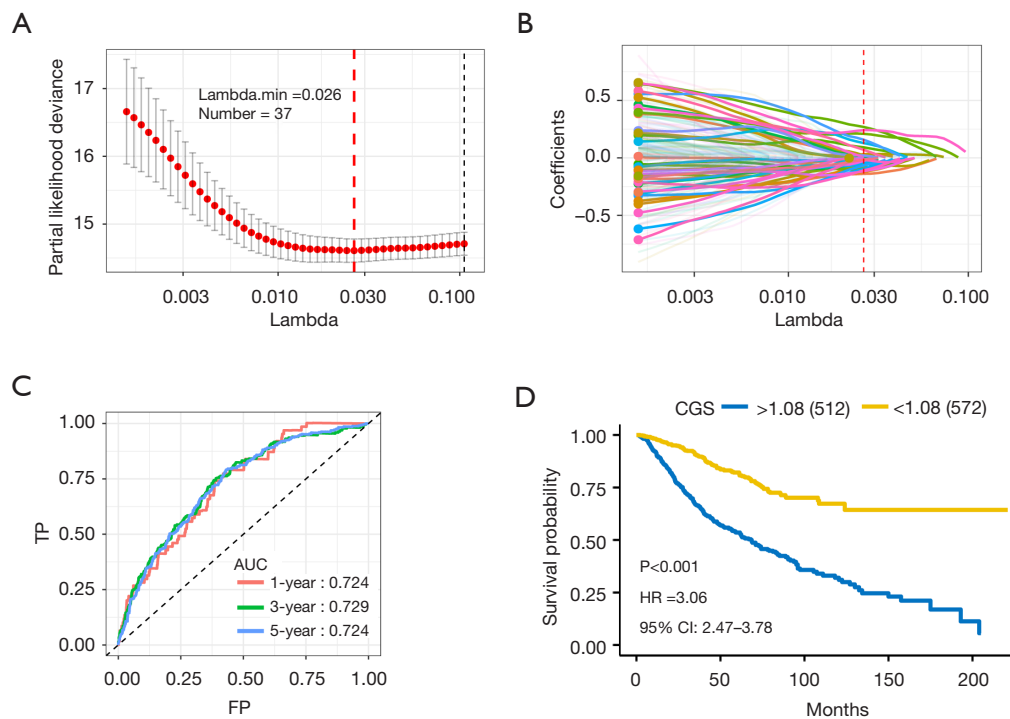 A
Partial likelihood deviance
17
16
15
Lambda.min =0.026
Number = 37
0.003
0.010
0.030
0.100
Lambda
B
Coefficients
0.5
0.0
−0.5
0.003
0.010
0.030
0.100
Lambda
C
TP
1.00
0.75
0.50
0.25
0.00
AUC
1-year : 0.724
3-year : 0.729
5-year : 0.724
0.00
0.25
0.50
0.75
1.00
FP
D
CGS >1.08 (512) <1.08 (572)
Survival probability
1.00
0.75
0.50
0.25
0.00
P<0.001
HR =3.06
95% CI: 2.47–3.78
0
50
100
150
200
Months